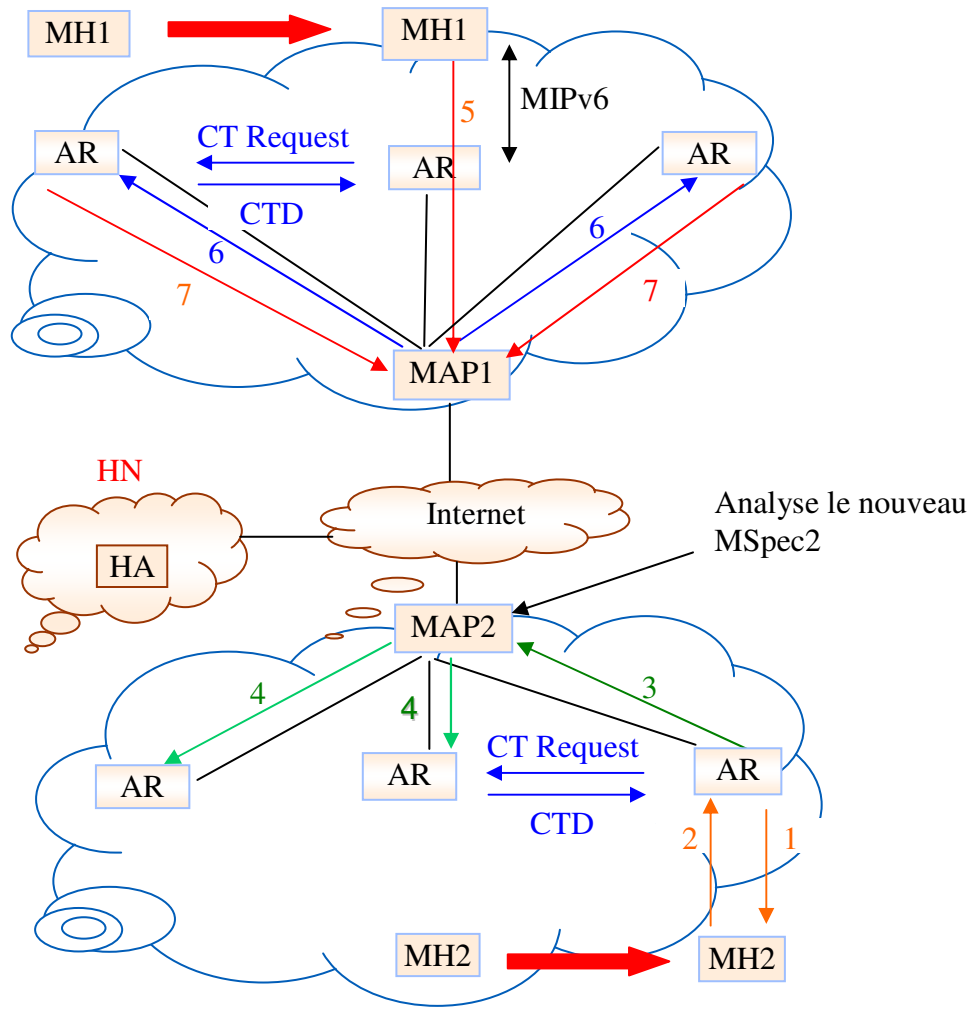 MH1
MH1
MIPv6
5
AR
CT Request
AR
AR
CTD
6
6
7
7
MAP1
HN
Internet
Analyse le nouveau
MSpec2
HA
MAP2
4
4
3
CT Request
AR
AR
AR
CTD
2
1
MH2
MH2